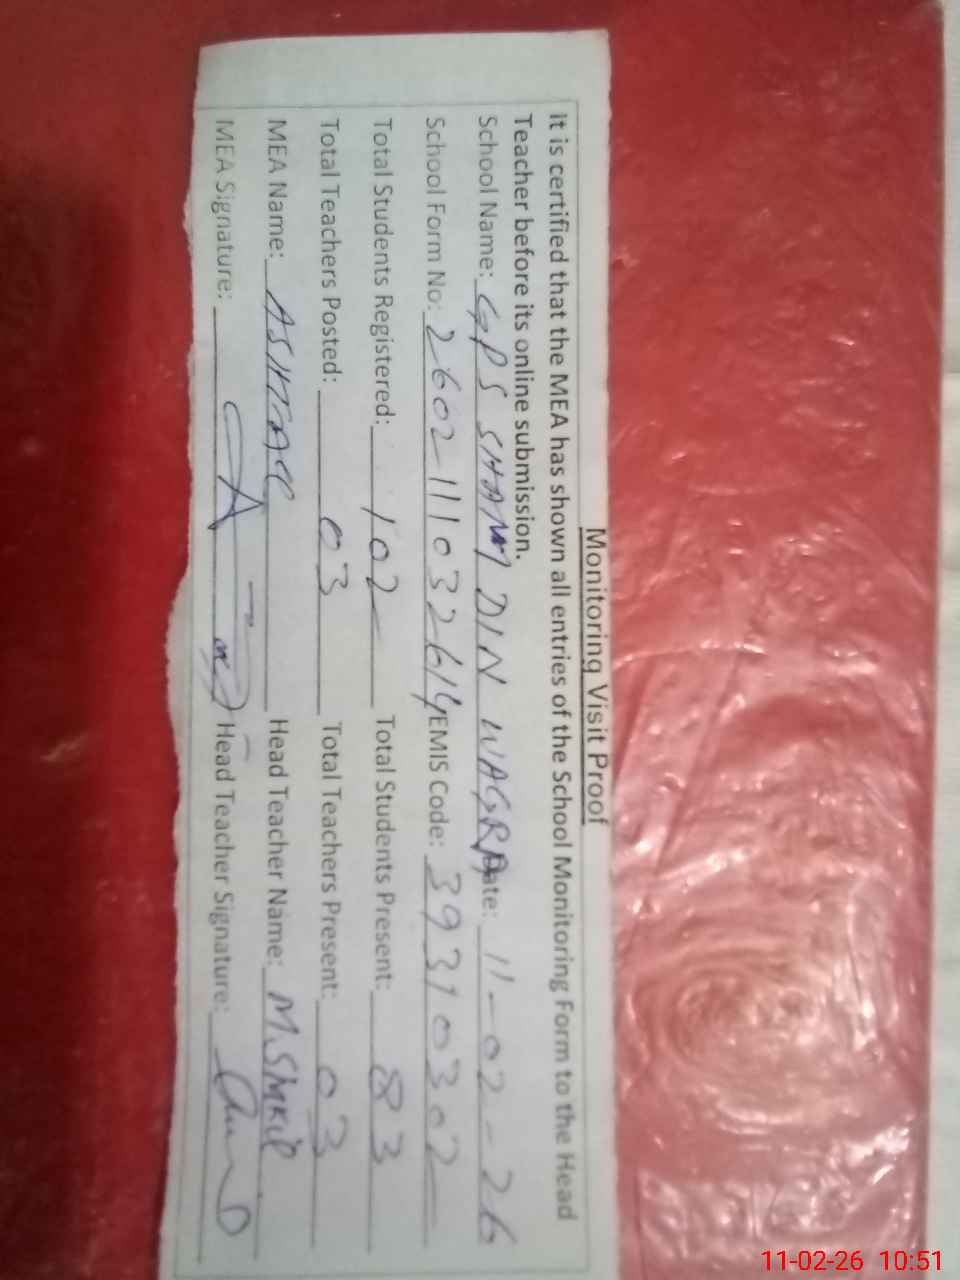 Monitoring Visit Proof
It is certified that the MEA has shown all entries of the School Monitoring Form to the Head
Teacher before its online submission.
School Name: GPS SHAM DIN WAGRA Date: 11-02-26
School Form No: 2602111032614 EMIS Code: 39310302
Total Students Registered: 102 Total Students Present: 83
Total Teachers Posted: 03 Total Teachers Present: 03
MEA Name: Head Teacher Name: M.
MEA Signature: Head Teacher Signature:
11-02-26 10:51